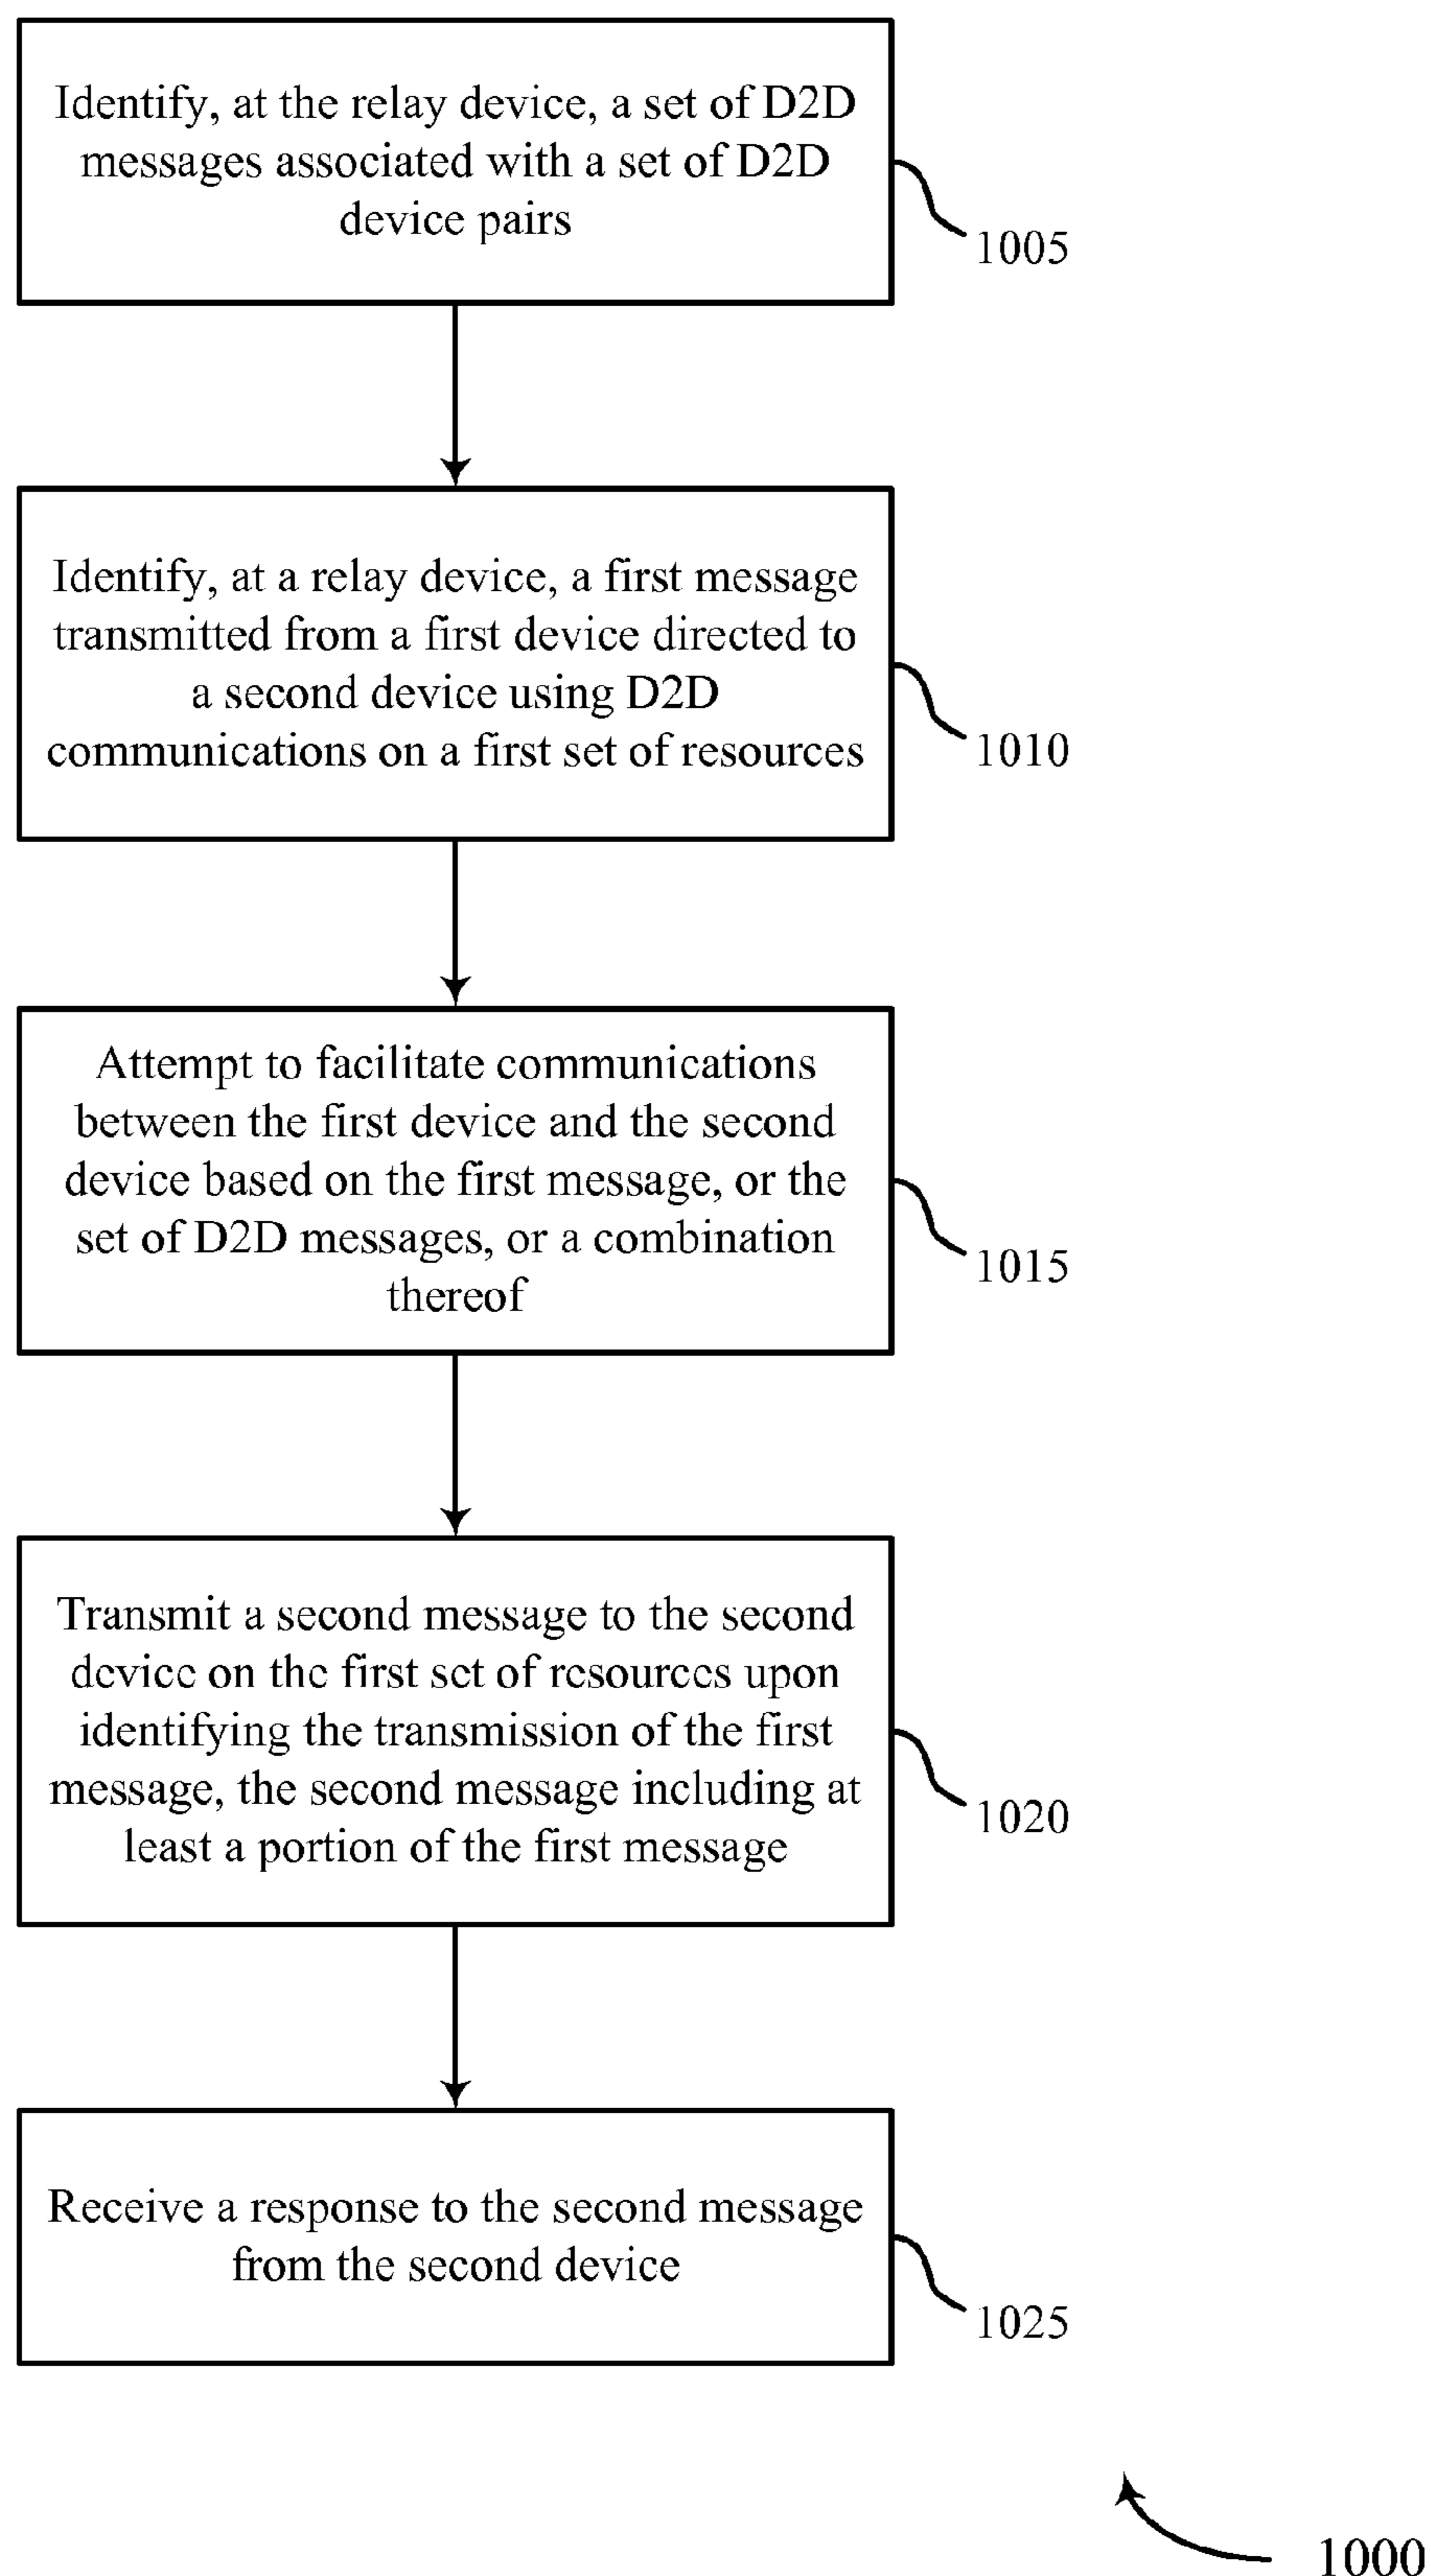 Identify, at the relay device, a set of D2D
messages associated with a set of D2D
device pairs
1005
Identify, at a relay device, a first message
transmitted from a first device directed to
a second device using D2D
communications on a first set of resources
1010
Attempt to facilitate communications
between the first device and the second
device based on the first message, or the
set of D2D messages, or a combination
thereof
1015
Transmit a second message to the second
device on the first set of resources upon
identifying the transmission of the first
message, the second message including at
least a portion of the first message
1020
Receive a response to the second message
from the second device
1025
1000